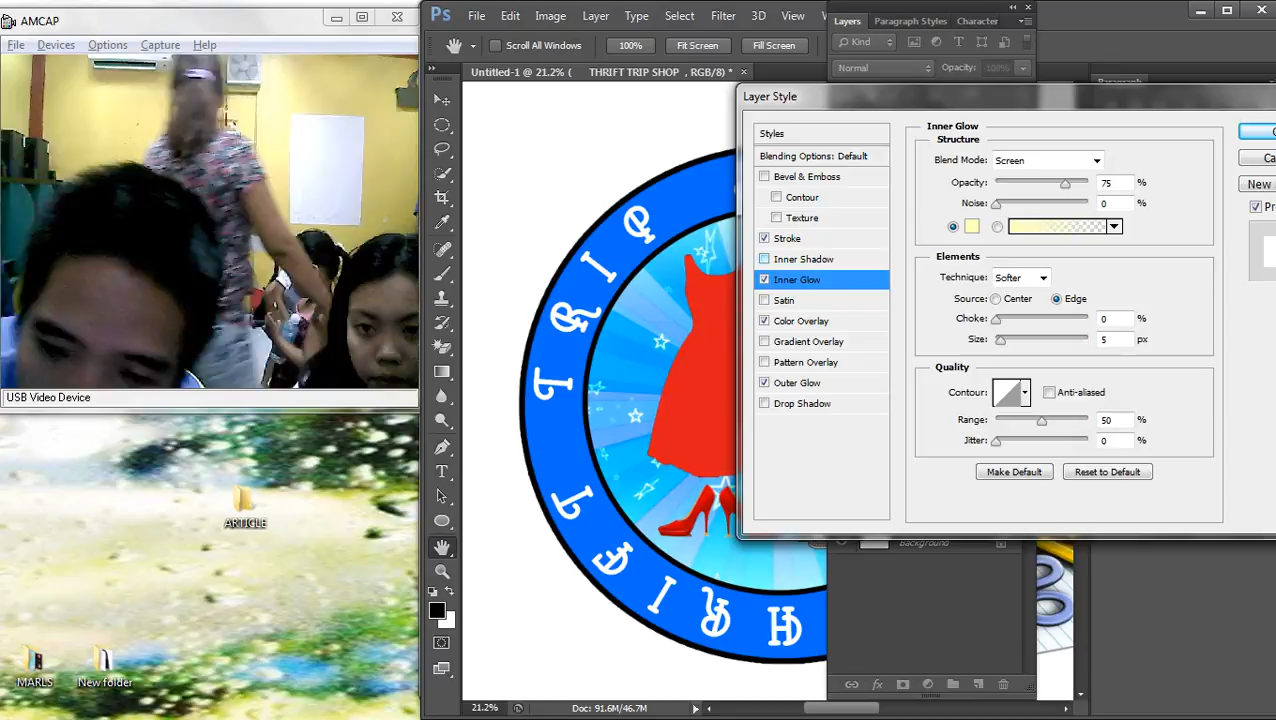 AMCAP
File Devices Options Capture Help
USB Video Device
ARTICLE
MARLS
New folder
Ps File Edit Image Layer Type Select Filter 3D View
Scroll All Windows 100% Fit Screen Fill Screen
Untitled-1 @ 21.2% ( THRIFT TRIP SHOP , RGB/8) *
Layers Paragraph Styles Character
Kind
Normal Opacity: 100%
Paragraph
Layer Style
Styles
Blending Options: Default
Bevel & Emboss
Contour
Texture
Stroke
Inner Shadow
Inner Glow
Satin
Color Overlay
Gradient Overlay
Pattern Overlay
Outer Glow
Drop Shadow
Inner Glow
Structure
Blend Mode: Screen
Opacity: 75 %
Noise: 0 %
Elements
Technique: Softer
Source: Center Edge
Choke: 0 %
Size: 5 px
Quality
Contour: Anti-aliased
Range: 50 %
Jitter: 0 %
Make Default Reset to Default
New
T R I P
T F I R H
Background
fx
21.2% Doc: 91.6M/46.7M